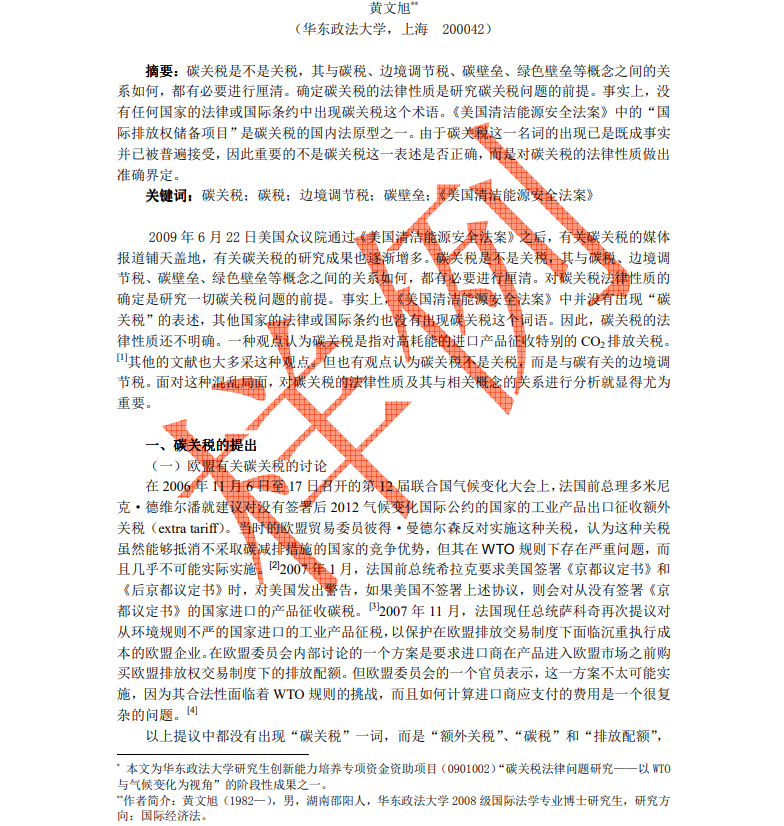 黄文旭**
（华东政法大学，上海 200042）
摘要：碳关税是不是关税，其与碳税、边境调节税、碳壁垒、绿色壁垒等概念之间的关
系如何，都有必要进行厘清。确定碳关税的法律性质是研究碳关税问题的前提。事实上，没
有任何国家的法律或国际条约中出现碳关税这个术语。《美国清洁能源安全法案》中的“国
际排放权储备项目”是碳关税的国内法原型之一。由于碳关税这一名词的出现已是既成事实
并已被普遍接受，因此重要的不是碳关税这一表述是否正确，而是对碳关税的法律性质做出
准确界定。
关键词：碳关税；碳税；边境调节税；碳壁垒；《美国清洁能源安全法案》
2009 年 6 月 22 日美国众议院通过《美国清洁能源安全法案》之后，有关碳关税的媒体
报道铺天盖地，有关碳关税的研究成果也逐渐增多。碳关税是不是关税，其与碳税、边境调
节税、碳壁垒、绿色壁垒等概念之间的关系如何，都有必要进行厘清。对碳关税法律性质的
确定是研究一切碳关税问题的前提。事实上，《美国清洁能源安全法案》中并没有出现“碳
关税”的表述，其他国家的法律或国际条约也没有出现碳关税这个词语。因此，碳关税的法
律性质还不明确。一种观点认为碳关税是指对高耗能的进口产品征收特别的 CO2 排放关税。
[1]其他的文献也大多采这种观点。但也有观点认为碳关税不是关税，而是与碳有关的边境调
节税。面对这种混乱局面，对碳关税的法律性质及其与相关概念的关系进行分析就显得尤为
重要。
一、碳关税的提出
（一）欧盟有关碳关税的讨论
在 2006 年 11 月 6 日至 17 日召开的第 12 届联合国气候变化大会上，法国前总理多米尼
克·德维尔潘就建议对没有签署后 2012 气候变化国际公约的国家的工业产品出口征收额外
关税（extra tariff）。当时的欧盟贸易委员彼得·曼德尔森反对实施这种关税，认为这种关税
虽然能够抵消不采取碳减排措施的国家的竞争优势，但其在 WTO 规则下存在严重问题，而
且几乎不可能实际实施。[2]2007 年 1 月，法国前总统希拉克要求美国签署《京都议定书》和
《后京都议定书》时，对美国发出警告，如果美国不签署上述协议，则会对从没有签署《京
都议定书》的国家进口的产品征收碳税。[3]2007 年 11 月，法国现任总统萨科奇再次提议对
从环境规则不严的国家进口的工业产品征税，以保护在欧盟排放交易制度下面临沉重执行成
本的欧盟企业。在欧盟委员会内部讨论的一个方案是要求进口商在产品进入欧盟市场之前购
买欧盟排放权交易制度下的排放配额。但欧盟委员会的一个官员表示，这一方案不太可能实
施，因为其合法性面临着 WTO 规则的挑战，而且如何计算进口商应支付的费用是一个很复
杂的问题。[4]
以上提议中都没有出现“碳关税”一词，而是“额外关税”、“碳税”和“排放配额”，
* 本文为华东政法大学研究生创新能力培养专项资金资助项目（0901002）“碳关税法律问题研究——以 WTO
与气候变化为视角”的阶段性成果之一。
**作者简介：黄文旭（1982—），男，湖南邵阳人，华东政法大学 2008 级国际法学专业博士研究生，研究方
向：国际经济法。
样例